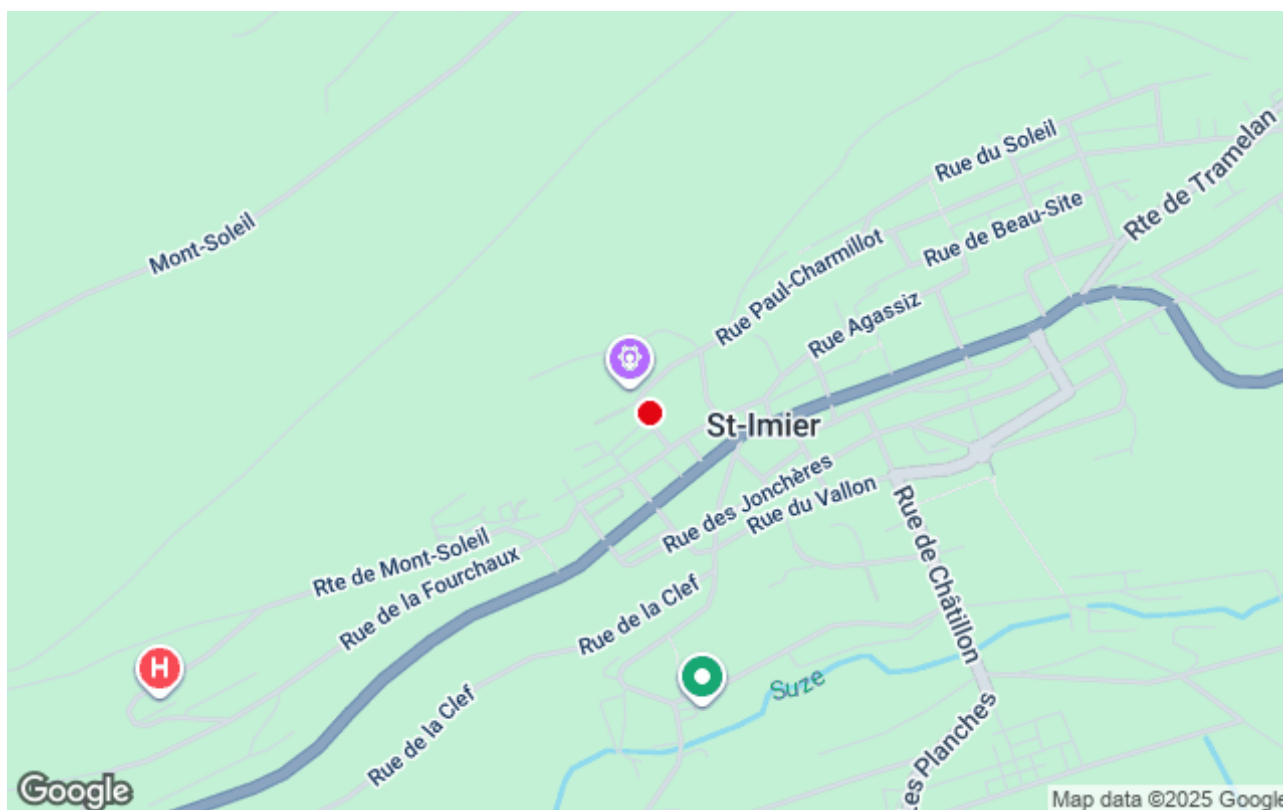 Rue du Soleil
Rte de Tramelan
Rue de Beau-Site
Mont-Soleil
Rue Paul-Charmillot
Rue Agassiz
St-Imier
Rue des Jonchères
Rue du Vallon
Rte de Mont-Soleil
Rue de la Fourchaux
Rue de Châtillon
Rue de la Clef
H
Suze
Rue de la Clef
es Planches
Google
Map data ©2025 Google